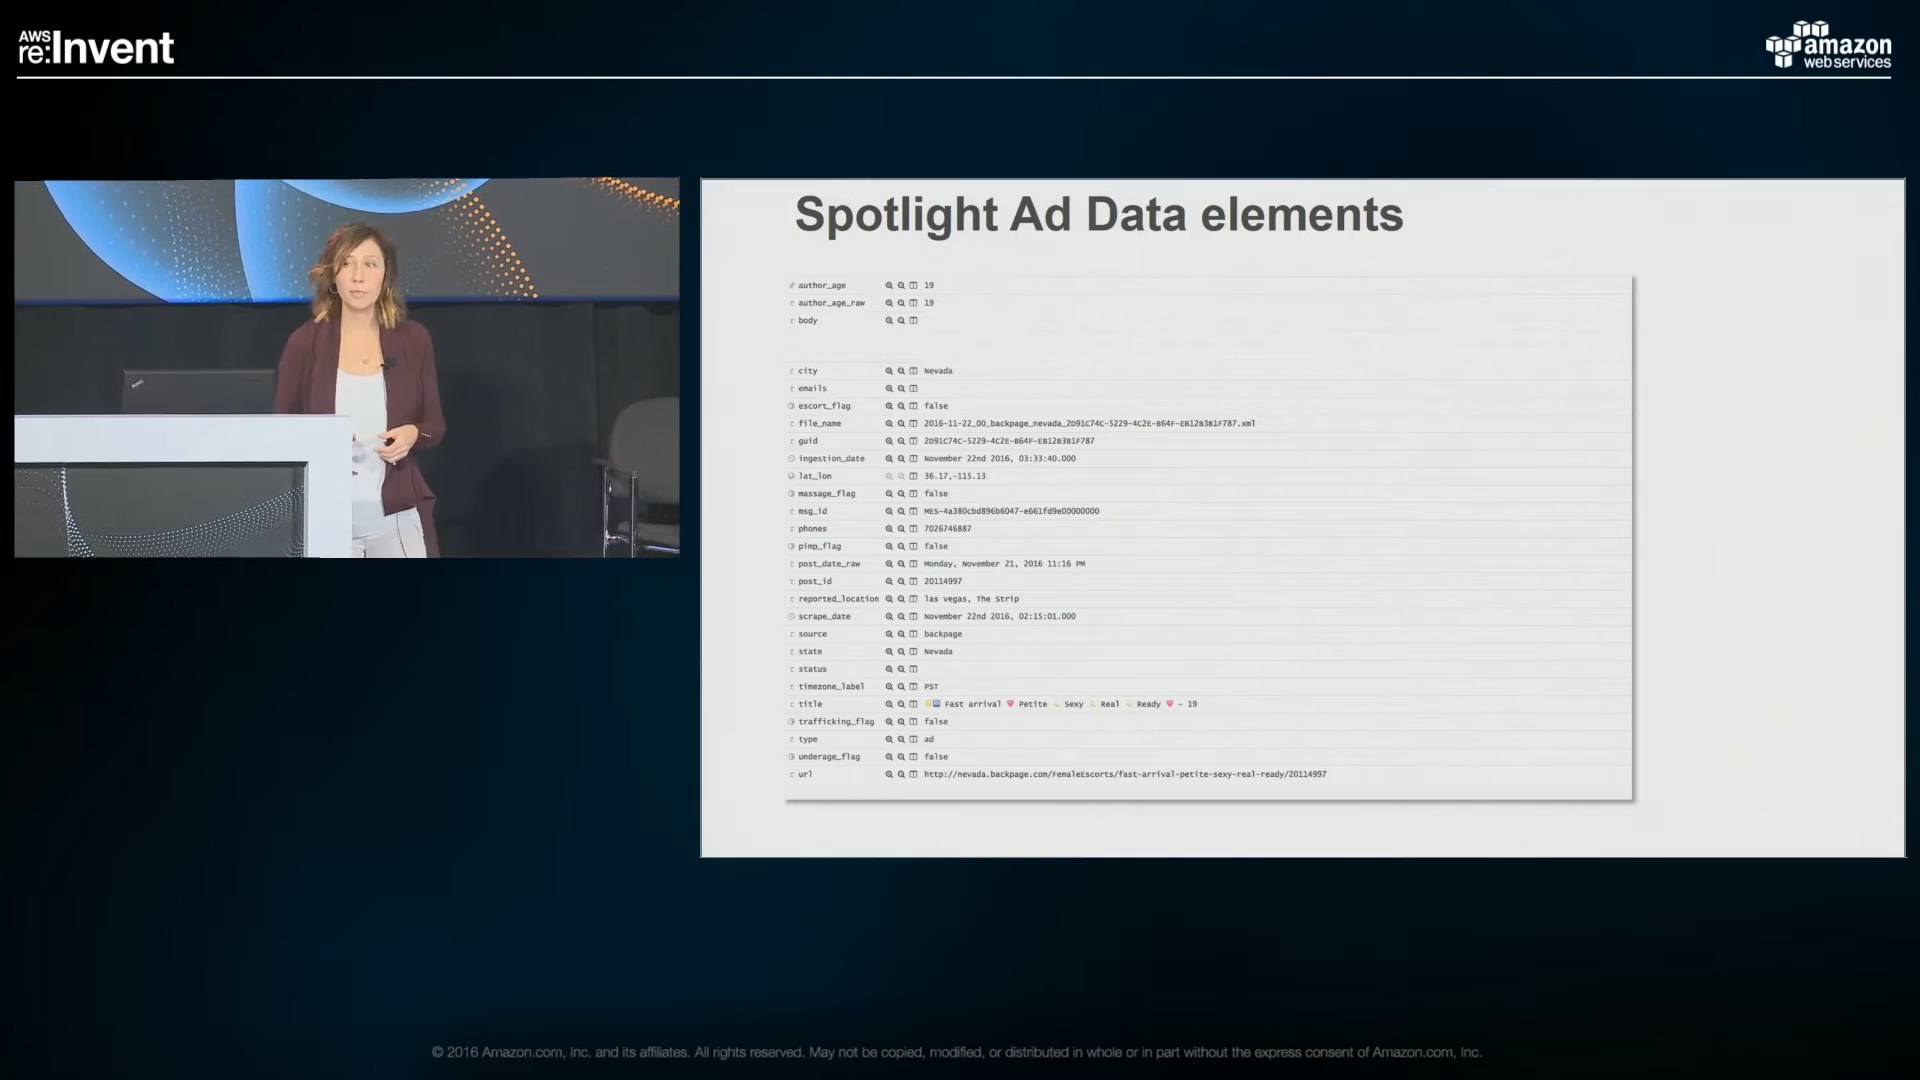 AWS
re:Invent
amazon
webservices
Spotlight Ad Data elements
# author_age 19
t author_age_raw 19
t body
t city Nevada
t emails
escort_flag false
t file_name 2016-11-22_00_backpage_nevada_2D91C74C-5229-4C2E-B64F-EB12B3B1F787.xml
t guid 2D91C74C-5229-4C2E-B64F-EB12B3B1F787
ingestion_date November 22nd 2016, 03:33:40.000
lat_lon 36.17,-115.13
massage_flag false
t msg_id MES-4a380cbd896b6047-e661fd9e00000000
t phones 7026746887
pimp_flag false
t post_date_raw Monday, November 21, 2016 11:16 PM
t post_id 20114997
t reported_location las vegas, The Strip
scrape_date November 22nd 2016, 02:15:01.000
t source backpage
t state Nevada
t status
t timezone_label PST
t title Fast arrival 💗 Petite Sexy Real Ready 💗 - 19
trafficking_flag false
t type ad
underage_flag false
t url http://nevada.backpage.com/FemaleEscorts/fast-arrival-petite-sexy-real-ready/20114997
© 2016 Amazon.com, Inc. and its affiliates. All rights reserved. May not be copied, modified, or distributed in whole or in part without the express consent of Amazon.com, Inc.